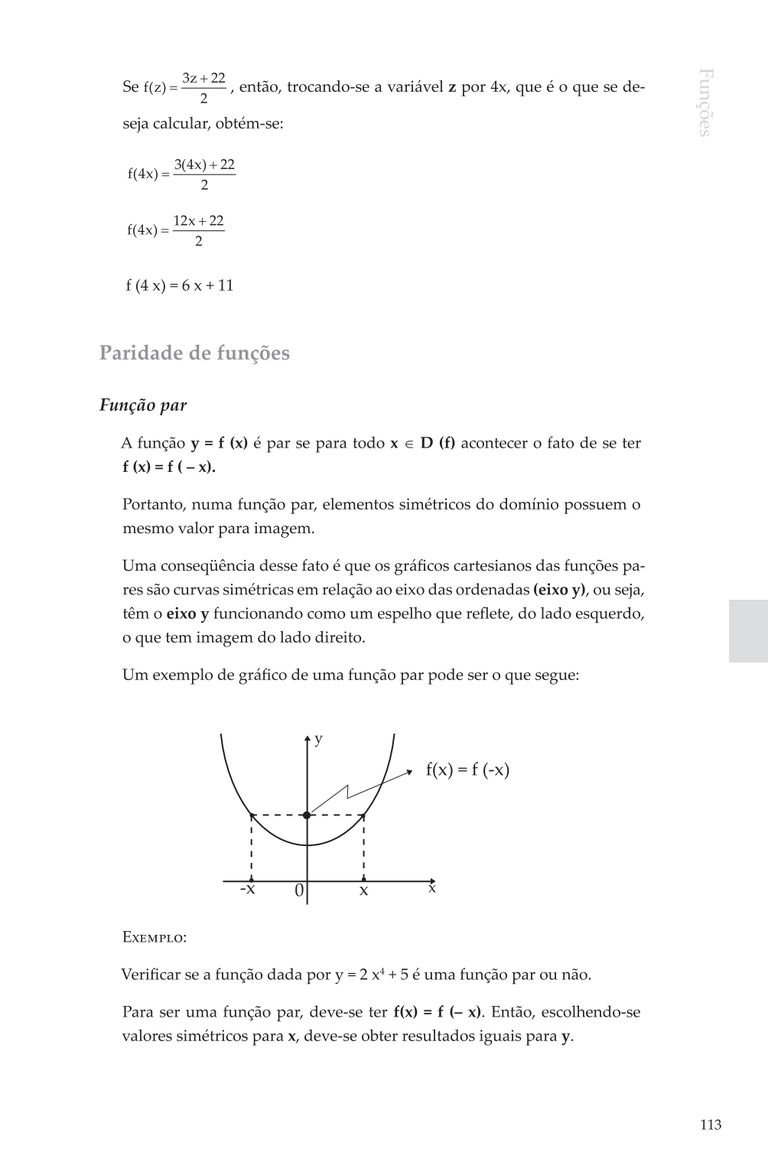 Funções
Se f(z) = (3z + 22)/2 , então, trocando-se a variável z por 4x, que é o que se de-
seja calcular, obtém-se:
f(4x) = (3(4x) + 22)/2
f(4x) = (12x + 22)/2
f (4 x) = 6 x + 11
Paridade de funções
Função par
A função y = f (x) é par se para todo x ∈ D (f) acontecer o fato de se ter
f (x) = f ( – x).
Portanto, numa função par, elementos simétricos do domínio possuem o
mesmo valor para imagem.
Uma conseqüência desse fato é que os gráficos cartesianos das funções pa-
res são curvas simétricas em relação ao eixo das ordenadas (eixo y), ou seja,
têm o eixo y funcionando como um espelho que reflete, do lado esquerdo,
o que tem imagem do lado direito.
Um exemplo de gráfico de uma função par pode ser o que segue:
y
f(x) = f (-x)
-x 0 x x
Exemplo:
Verificar se a função dada por y = 2 x⁴ + 5 é uma função par ou não.
Para ser uma função par, deve-se ter f(x) = f (– x). Então, escolhendo-se
valores simétricos para x, deve-se obter resultados iguais para y.
113